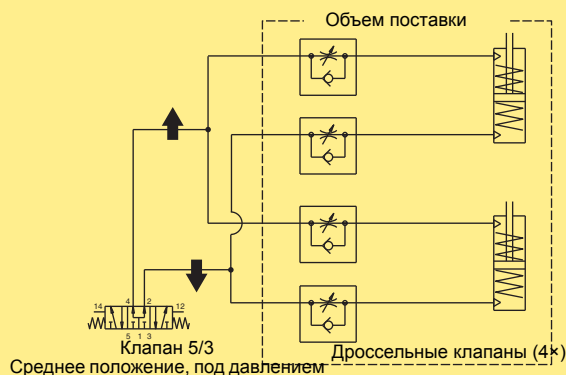 Объем поставки
4 2
14 12
5 1 3
Клапан 5/3
Среднее положение, под давлением
Дроссельные клапаны (4×)